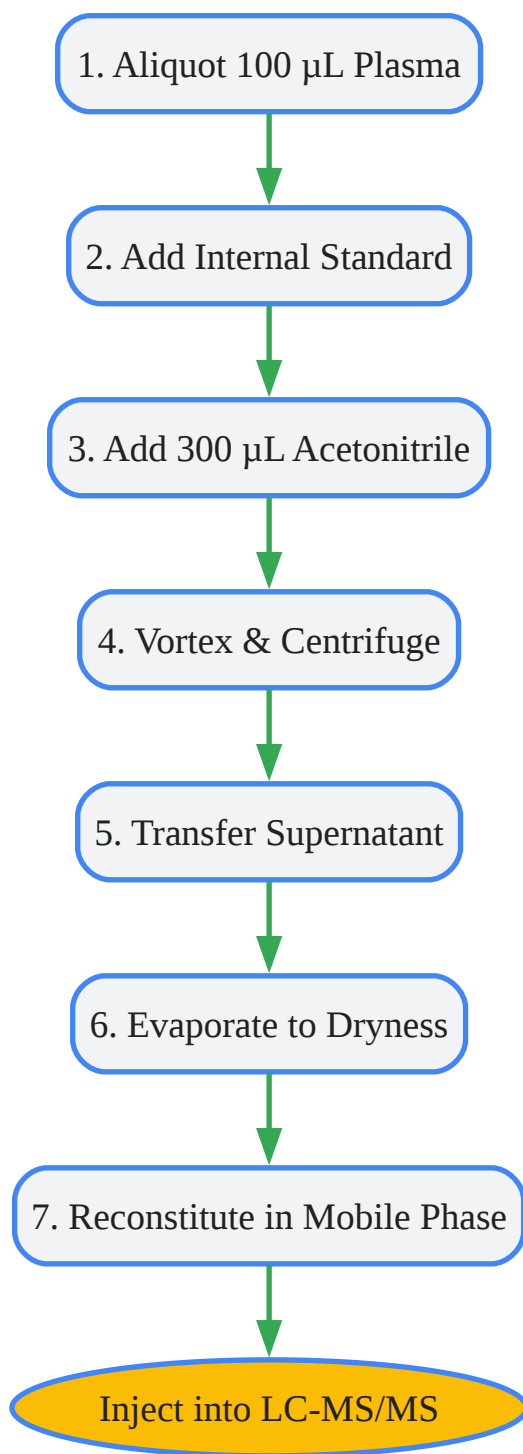 1. Aliquot 100 µL Plasma
2. Add Internal Standard
3. Add 300 µL Acetonitrile
4. Vortex & Centrifuge
5. Transfer Supernatant
6. Evaporate to Dryness
7. Reconstitute in Mobile Phase
Inject into LC-MS/MS